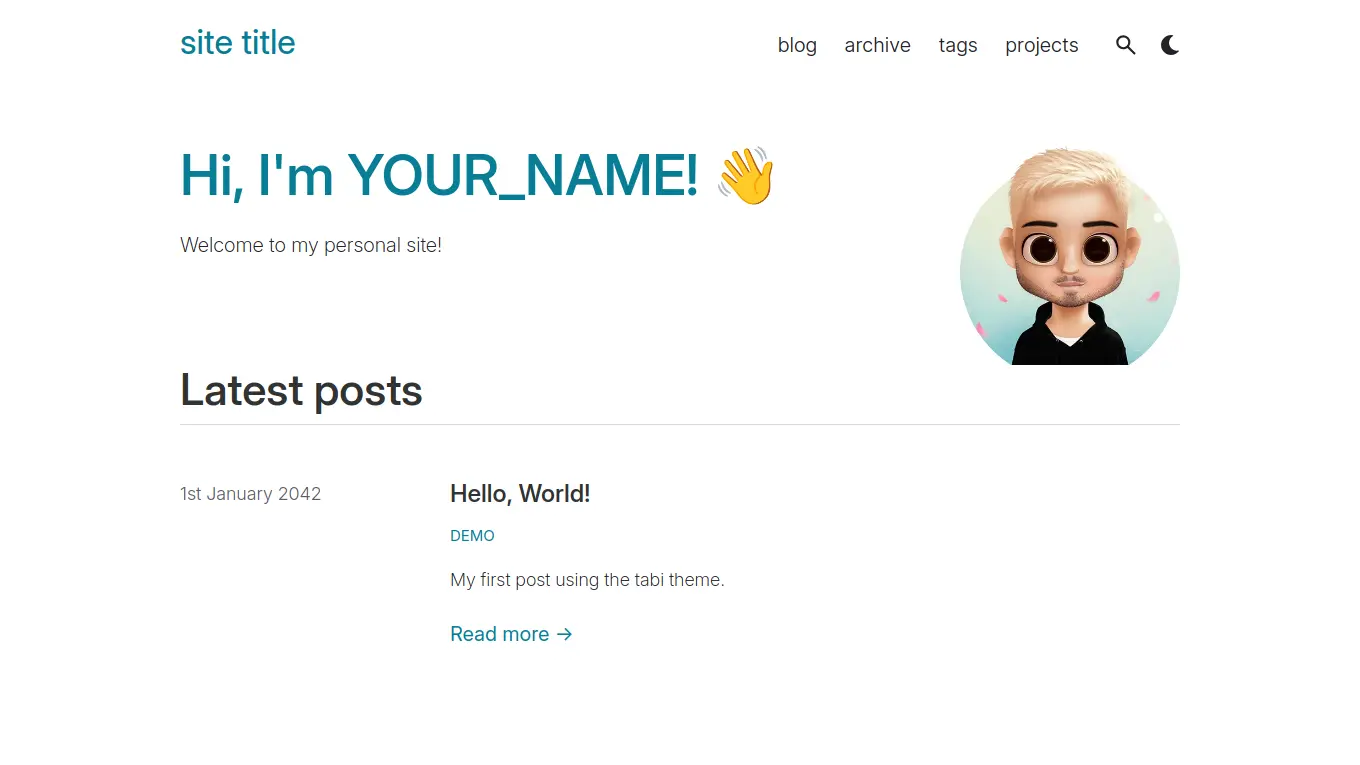 site title
blog archive tags projects
Hi, I'm YOUR_NAME! 👋
Welcome to my personal site!
Latest posts
1st January 2042
Hello, World!
DEMO
My first post using the tabi theme.
Read more →